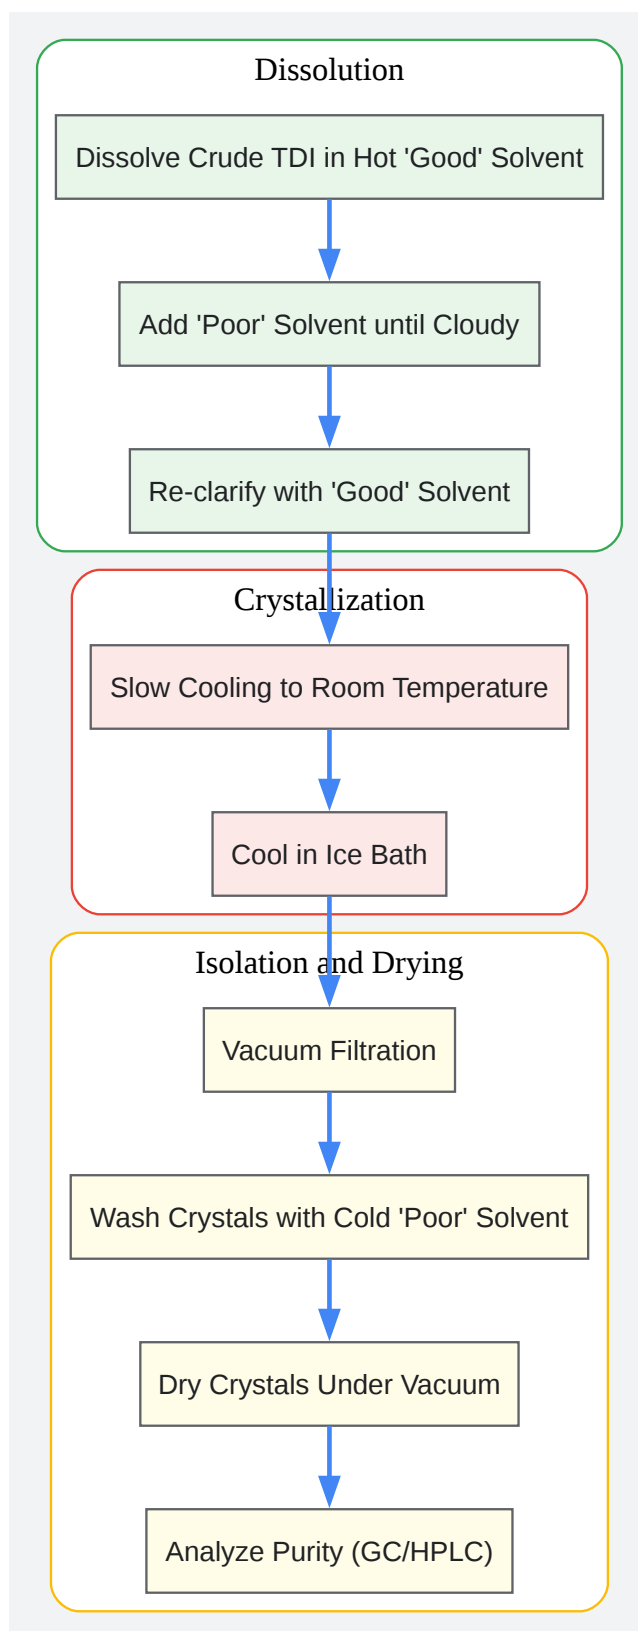 Dissolution
Dissolve Crude TDI in Hot 'Good' Solvent
Add 'Poor' Solvent until Cloudy
Re-clarify with 'Good' Solvent
Crystallization
Slow Cooling to Room Temperature
Cool in Ice Bath
Isolation and Drying
Vacuum Filtration
Wash Crystals with Cold 'Poor' Solvent
Dry Crystals Under Vacuum
Analyze Purity (GC/HPLC)